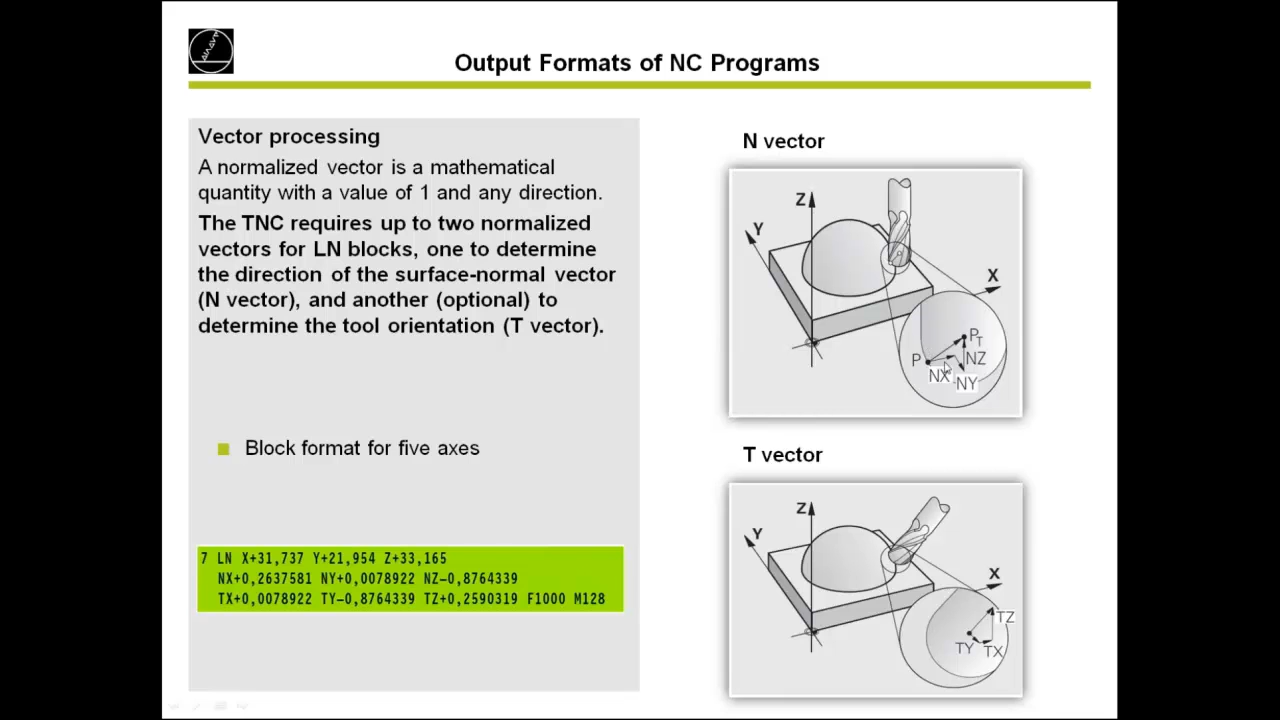 Output Formats of NC Programs
Vector processing
A normalized vector is a mathematical
quantity with a value of 1 and any direction.
The TNC requires up to two normalized
vectors for LN blocks, one to determine
the direction of the surface-normal vector
(N vector), and another (optional) to
determine the tool orientation (T vector).
Block format for five axes
7 LN X+31,737 Y+21,954 Z+33,165
NX+0,2637581 NY+0,0078922 NZ–0,8764339
TX+0,0078922 TY–0,8764339 TZ+0,2590319 F1000 M128
N vector
Z
Y
X
P
PT
NZ
NX
NY
T vector
Z
Y
X
TZ
TY
TX